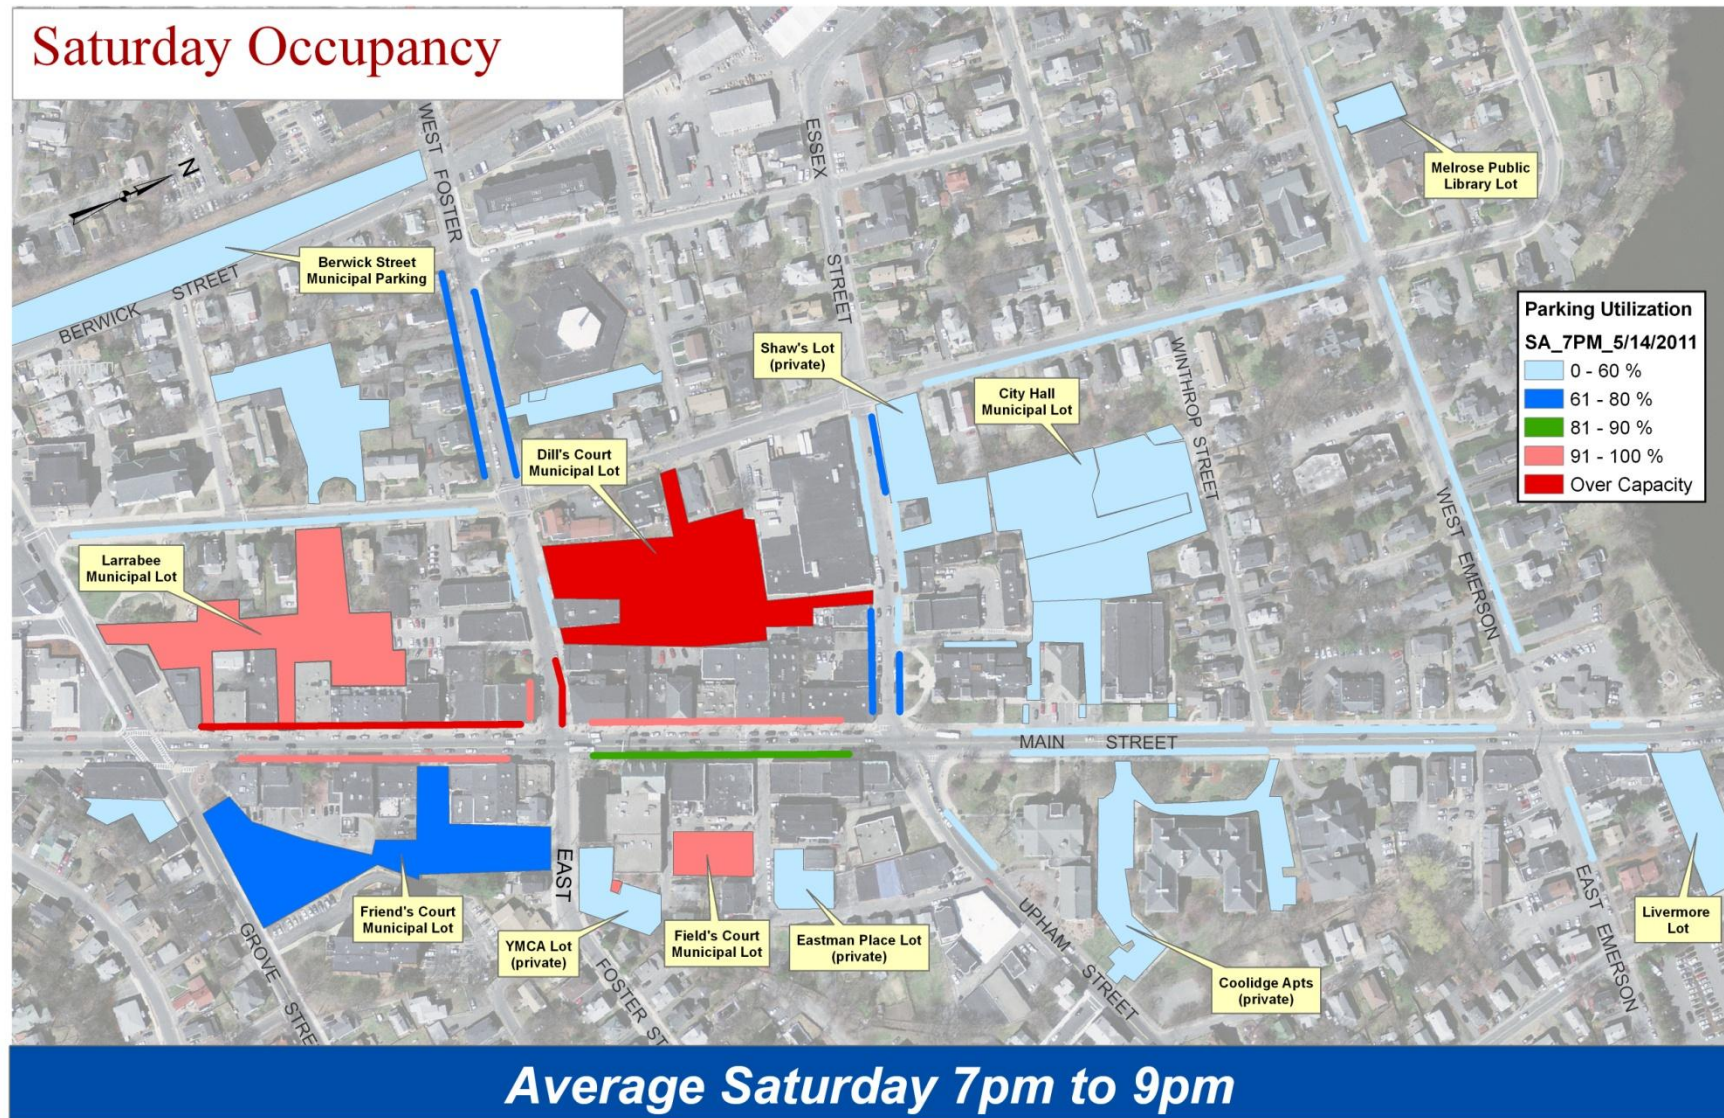 Saturday Occupancy
WEST FOSTER
ESSEX STREET
N
Melrose Public
Library Lot
Berwick Street
Municipal Parking
BERWICK STREET
Shaw's Lot
(private)
City Hall
Municipal Lot
WINTHROP STREET
WEST EMERSON
Parking Utilization
SA_7PM_5/14/2011
0 - 60 %
61 - 80 %
81 - 90 %
91 - 100 %
Over Capacity
Dill's Court
Municipal Lot
Larrabee
Municipal Lot
MAIN STREET
Friend's Court
Municipal Lot
EAST
FOSTER ST
YMCA Lot
(private)
Field's Court
Municipal Lot
Eastman Place Lot
(private)
GROVE STREE
UPHAM STREET
Coolidge Apts
(private)
EAST EMERSON
Livermore
Lot
Average Saturday 7pm to 9pm